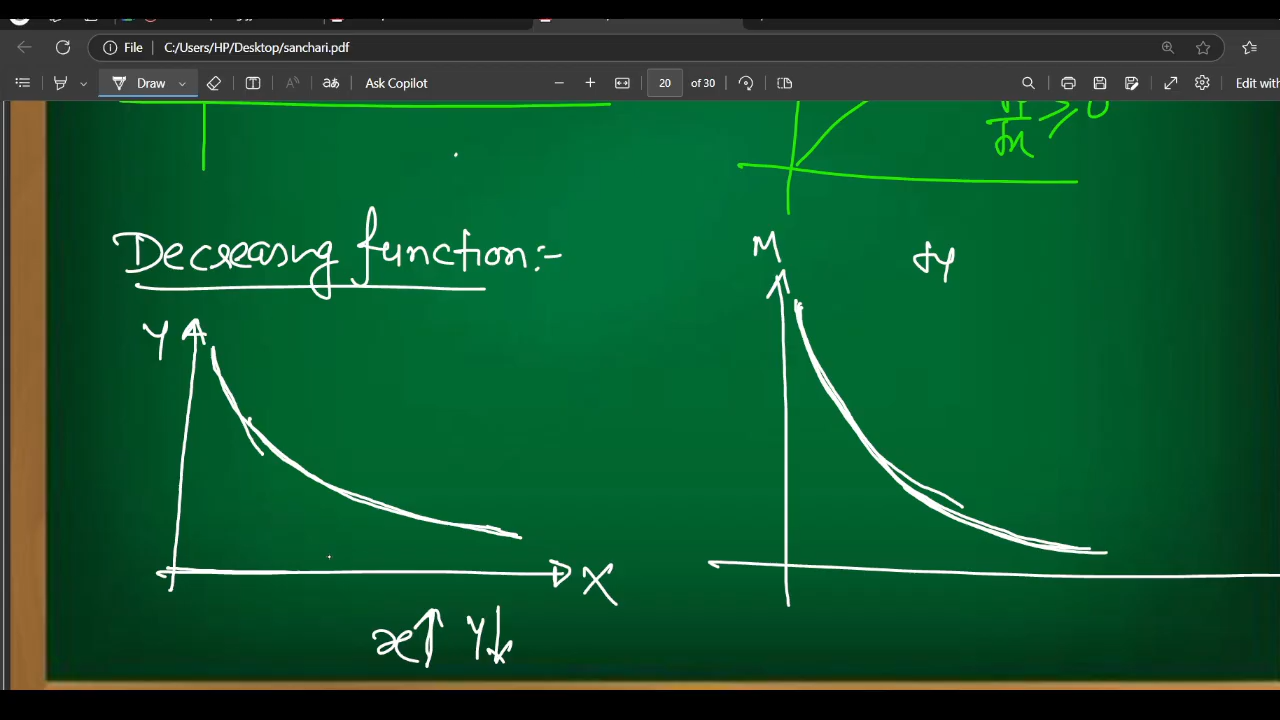 File C:/Users/HP/Desktop/sanchari.pdf
Draw Ask Copilot 20 of 30 Edit with
dx ≥ 0
Decreasing function:-
M
dy
Y
X
x↑ Y↓